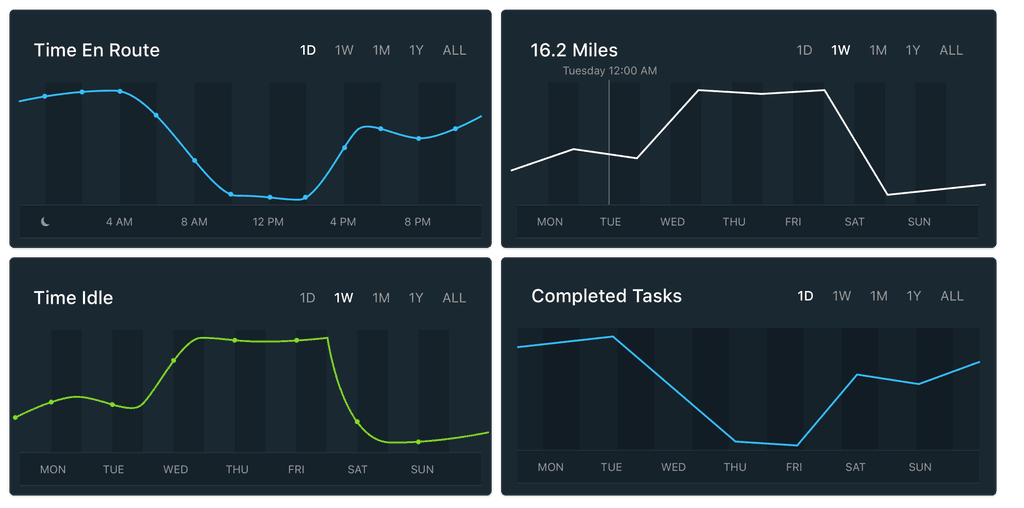 Time En Route 1D 1W 1M 1Y ALL
4 AM 8 AM 12 PM 4 PM 8 PM
16.2 Miles 1D 1W 1M 1Y ALL
Tuesday 12:00 AM
MON TUE WED THU FRI SAT SUN
Time Idle 1D 1W 1M 1Y ALL
MON TUE WED THU FRI SAT SUN
Completed Tasks 1D 1W 1M 1Y ALL
MON TUE WED THU FRI SAT SUN